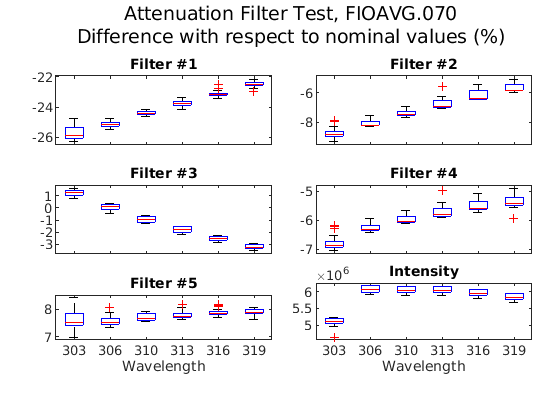 Attenuation Filter Test, FIOAVG.070
Difference with respect to nominal values (%)
Filter #1
-22
-24
-26
Filter #2
-6
-8
Filter #3
1
0
-1
-2
-3
Filter #4
-5
-6
-7
Filter #5
8
7
303 306 310 313 316 319
Wavelength
×10^6
Intensity
6
5.5
5
303 306 310 313 316 319
Wavelength